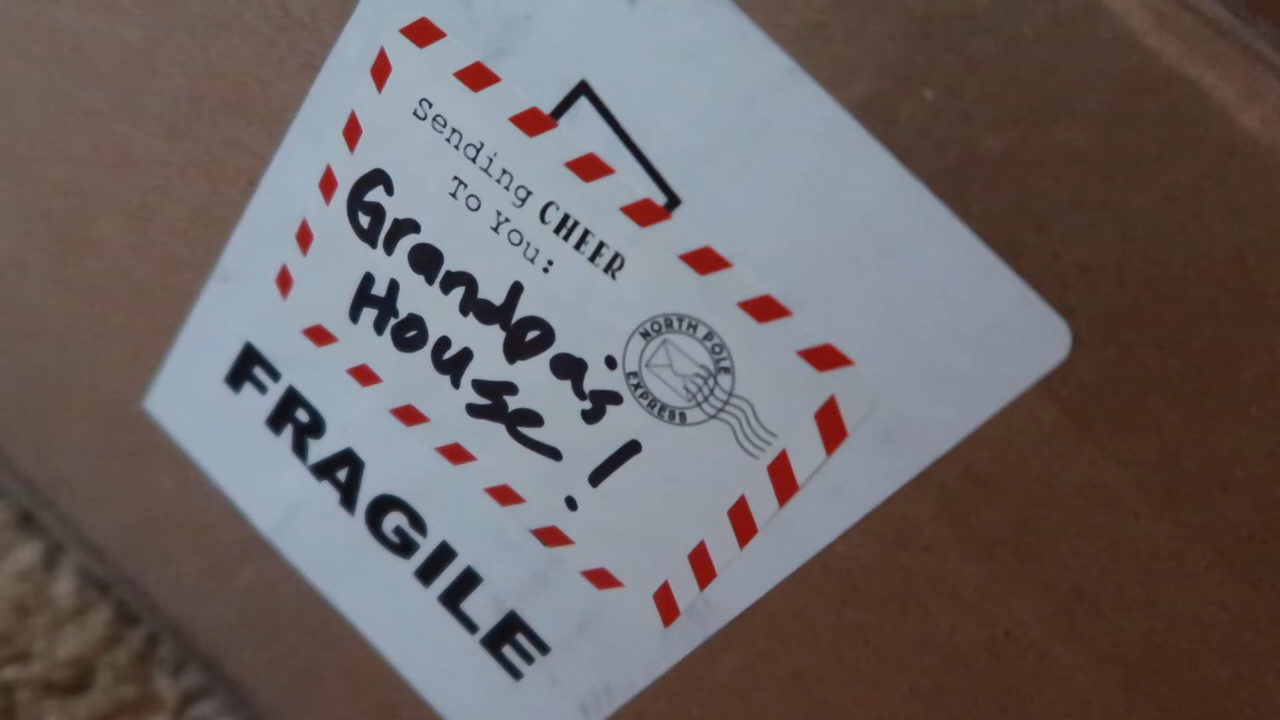 Sending CHEER
To You:
Grandpa's
House!
NORTH POLE
EXPRESS
FRAGILE